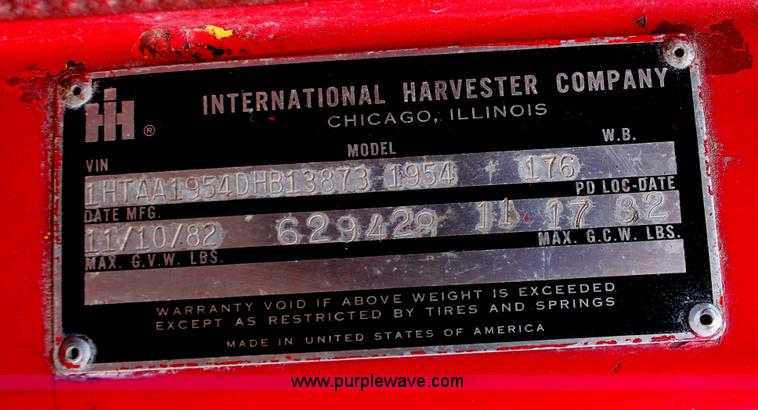 IH ®
INTERNATIONAL HARVESTER COMPANY
CHICAGO, ILLINOIS
VIN MODEL W.B.
1HTAA1954DHB13873 1954 * 176
DATE MFG. PD LOC-DATE
11/10/82 629428 11 17 82
MAX. G.V.W. LBS. MAX. G.C.W. LBS.
WARRANTY VOID IF ABOVE WEIGHT IS EXCEEDED
EXCEPT AS RESTRICTED BY TIRES AND SPRINGS
MADE IN UNITED STATES OF AMERICA
www.purplewave.com